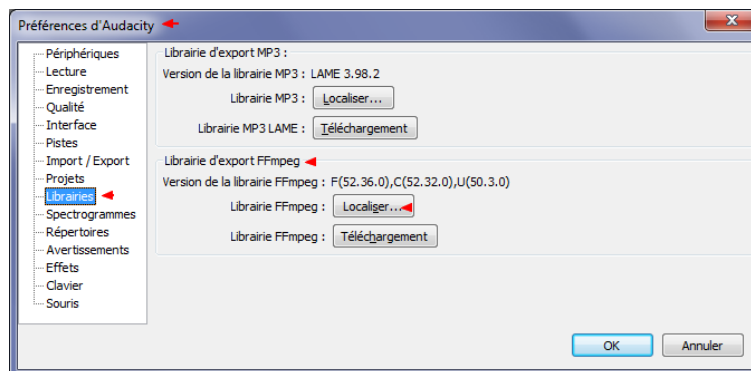 Préférences d'Audacity
Périphériques
Lecture
Enregistrement
Qualité
Interface
Pistes
Import / Export
Projets
Librairies
Spectrogrammes
Répertoires
Avertissements
Effets
Clavier
Souris
Librairie d'export MP3 :
Version de la librairie MP3 : LAME 3.98.2
Librairie MP3 : Localiser...
Librairie MP3 LAME : Téléchargement
Librairie d'export FFmpeg
Version de la librairie FFmpeg : F(52.36.0),C(52.32.0),U(50.3.0)
Librairie FFmpeg : Localiser...
Librairie FFmpeg : Téléchargement
OK Annuler